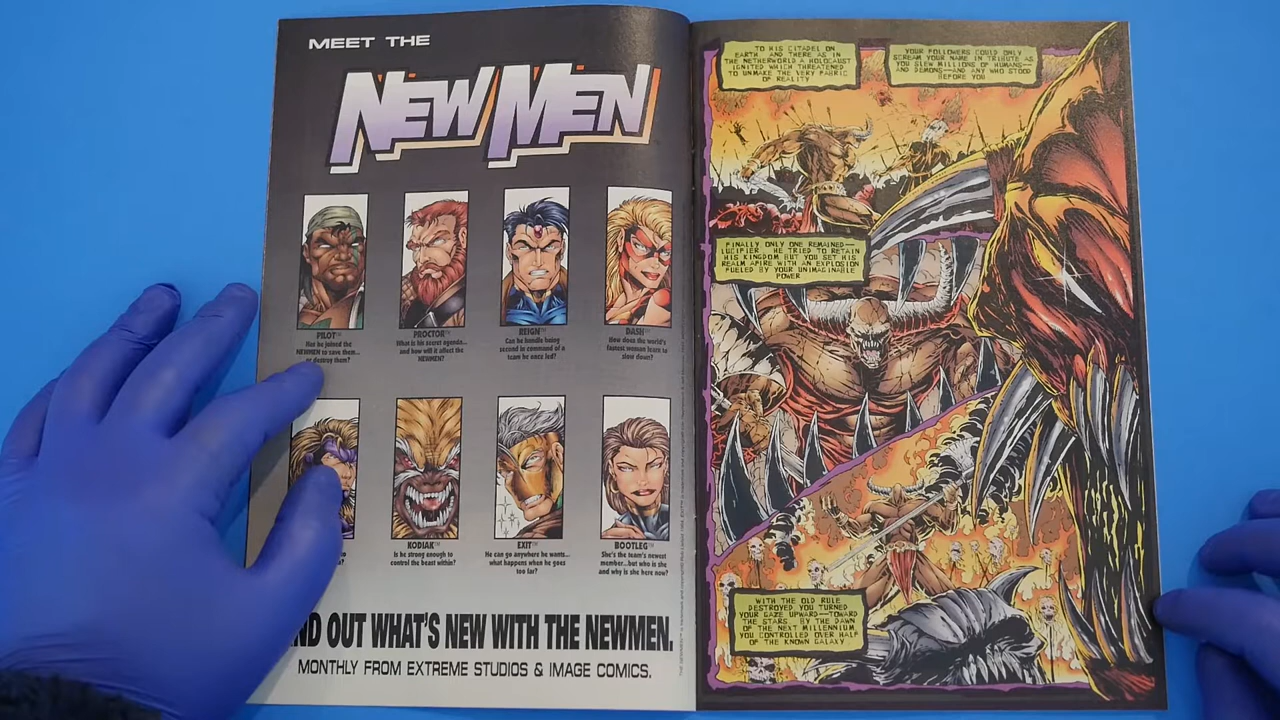 MEET THE
NEWMEN
PILOT™
Has he joined the
NEWMEN to save them...
or destroy them?
PROCTOR™
What is his secret agenda...
and how will it affect the
NEWMEN?
REIGN™
Can he handle being
second in command of a
team he once led?
DASH™
How does the world's
fastest woman learn to
slow down?
KODIAK™
Is he strong enough to
control the beast within?
EXIT™
He can go anywhere he wants...
what happens when he goes
too far?
BOOTLEG™
She's the team's newest
member...but who is she
and why is she here now?
ND OUT WHAT'S NEW WITH THE NEWMEN.
MONTHLY FROM EXTREME STUDIOS & IMAGE COMICS.
TO HIS CITADEL ON
EARTH. AND THERE AS IN
THE NETHERWORLD A HOLOCAUST
IGNITED WHICH THREATENED
TO UNMAKE THE VERY FABRIC
OF REALITY
YOUR FOLLOWERS COULD ONLY
SCREAM YOUR NAME IN TRIBUTE AS
YOU SLEW MILLIONS OF HUMANS—
AND DEMONS—AND ANY WHO STOOD
BEFORE YOU
FINALLY ONLY ONE REMAINED—
LUCIFER. HE TRIED TO RETAIN
HIS KINGDOM BUT YOU SET HIS
REALM AFIRE WITH AN EXPLOSION
FUELED BY YOUR UNIMAGINABLE
POWER
WITH THE OLD RULE
DESTROYED YOU TURNED
YOUR GAZE UPWARD—TOWARD
THE STARS. BY THE DAWN
OF THE NEXT MILLENNIUM
YOU CONTROLLED OVER HALF
OF THE KNOWN GALAXY